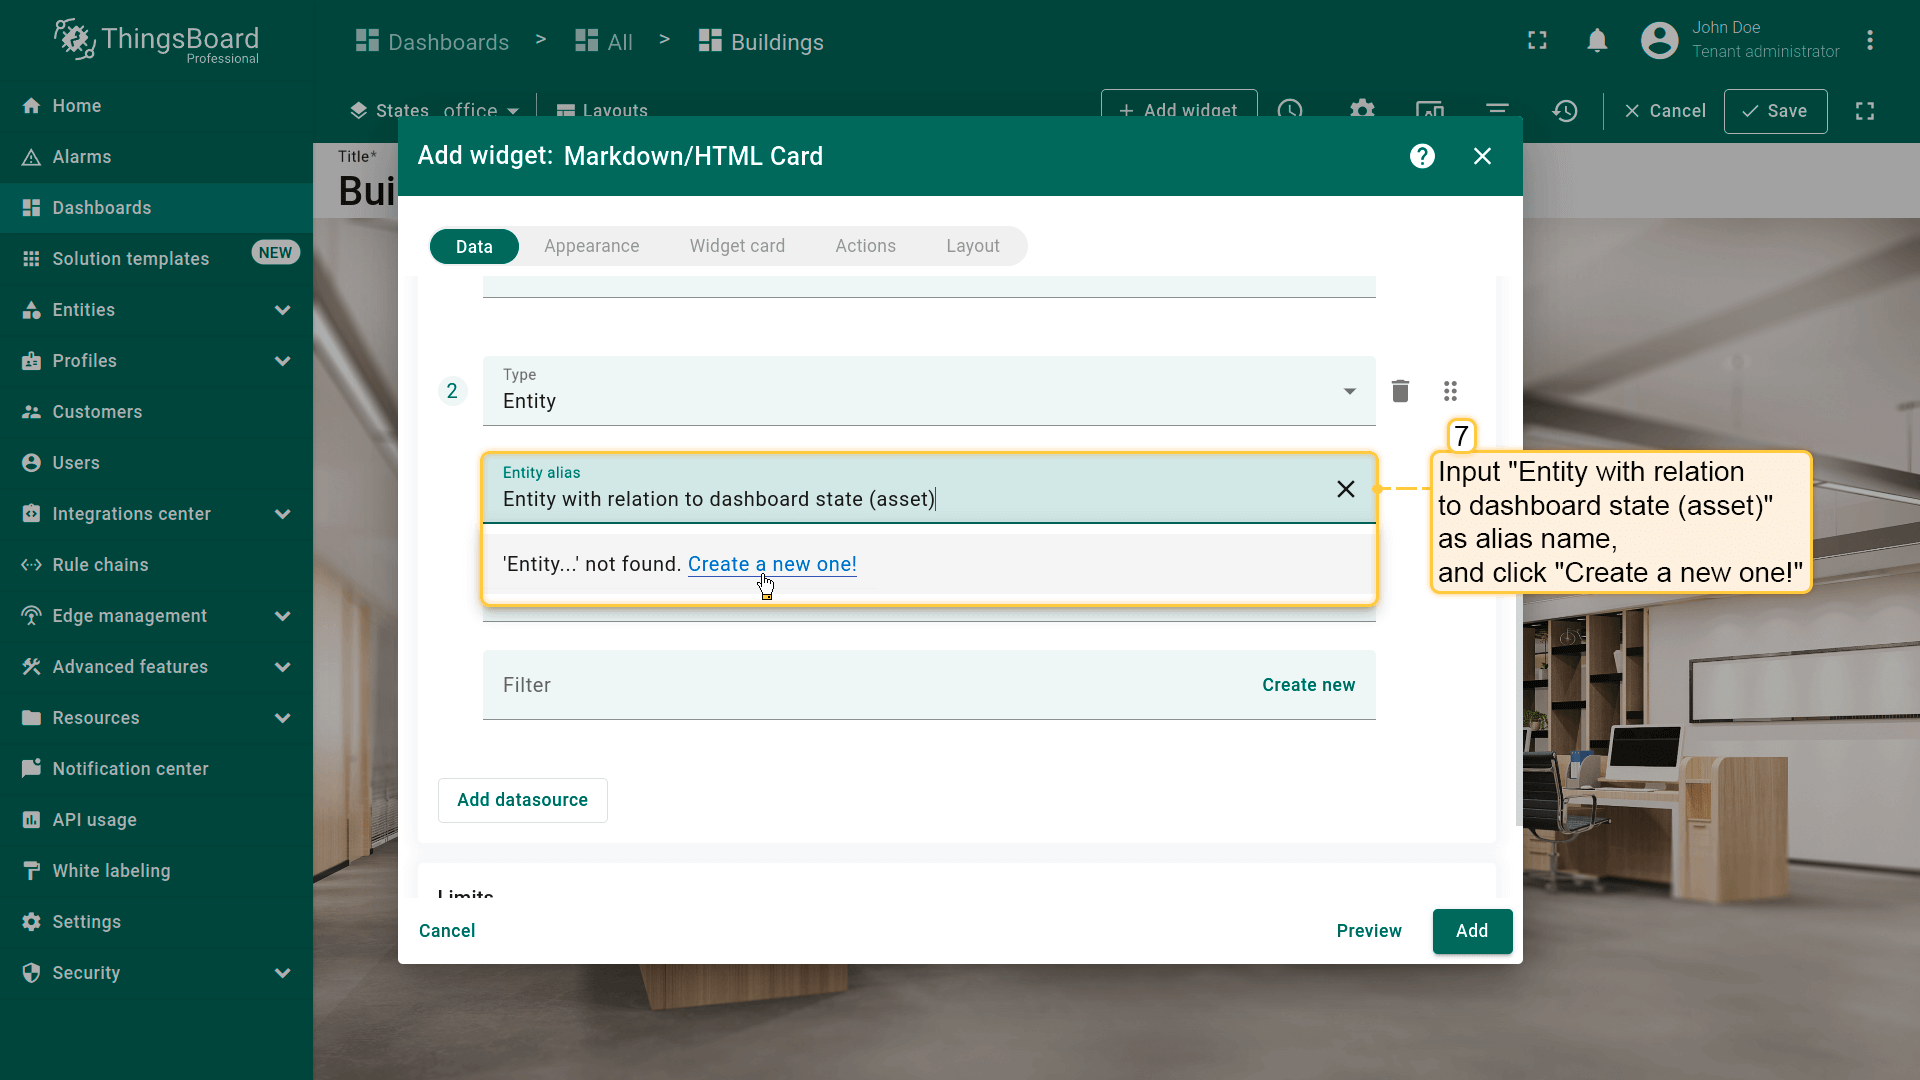 ThingsBoard
Professional
Dashboards > All > Buildings
John Doe
Tenant administrator
Home
Alarms
Dashboards
Solution templates NEW
Entities
Profiles
Customers
Users
Integrations center
Rule chains
Edge management
Advanced features
Resources
Notification center
API usage
White labeling
Settings
Security
States office Layouts + Add widget Cancel Save
Title*
Bui
Add widget: Markdown/HTML Card
Data Appearance Widget card Actions Layout
2
Type
Entity
Entity alias
Entity with relation to dashboard state (asset)
'Entity...' not found. Create a new one!
Filter Create new
Add datasource
Limits
Cancel Preview Add
7
Input "Entity with relation
to dashboard state (asset)"
as alias name,
and click "Create a new one!"